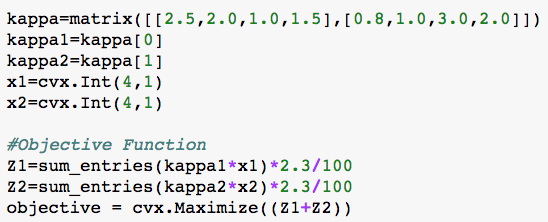 kappa=matrix([[2.5,2.0,1.0,1.5],[0.8,1.0,3.0,2.0]])
kappa1=kappa[0]
kappa2=kappa[1]
x1=cvx.Int(4,1)
x2=cvx.Int(4,1)
#Objective Function
Z1=sum_entries(kappa1*x1)*2.3/100
Z2=sum_entries(kappa2*x2)*2.3/100
objective = cvx.Maximize((Z1+Z2))